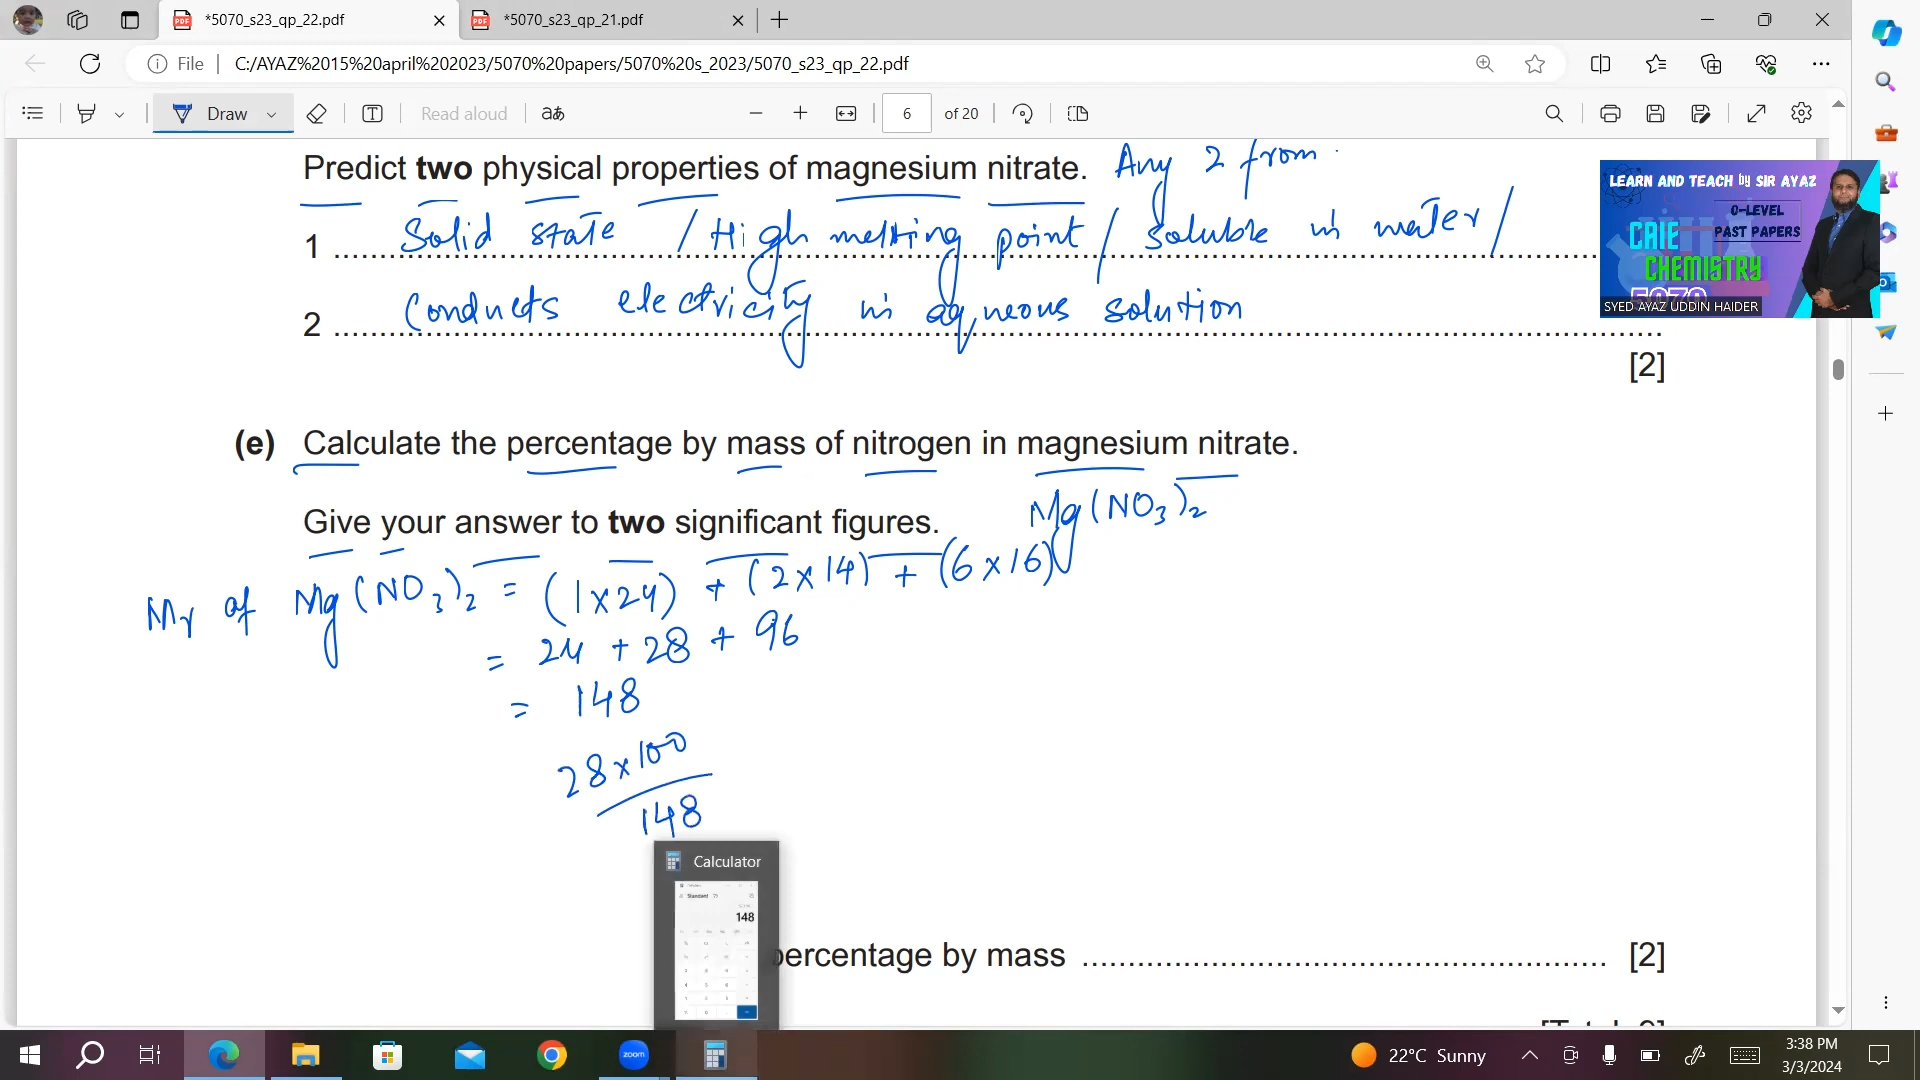 *5070_s23_qp_22.pdf
*5070_s23_qp_21.pdf
File
C:/AYAZ%2015%20april%202023/5070%20papers/5070%20s_2023/5070_s23_qp_22.pdf
Draw
Read aloud
6 of 20
Predict two physical properties of magnesium nitrate. Any 2 from.
1 Solid state / High melting point / soluble in water /
2 Conducts electricity in aqueous solution
[2]
LEARN AND TEACH by SIR AYAZ
O-LEVEL
PAST PAPERS
CAIE
CHEMISTRY
5070
SYED AYAZ UDDIN HAIDER
(e) Calculate the percentage by mass of nitrogen in magnesium nitrate.
Mg(NO3)2
Give your answer to two significant figures.
Mr of Mg(NO3)2 = (1x24) + (2x14) + (6x16)
= 24 + 28 + 96
= 148
28x100
148
Calculator
Standard
148
percentage by mass [2]
zoom
22°C Sunny
3:38 PM
3/3/2024